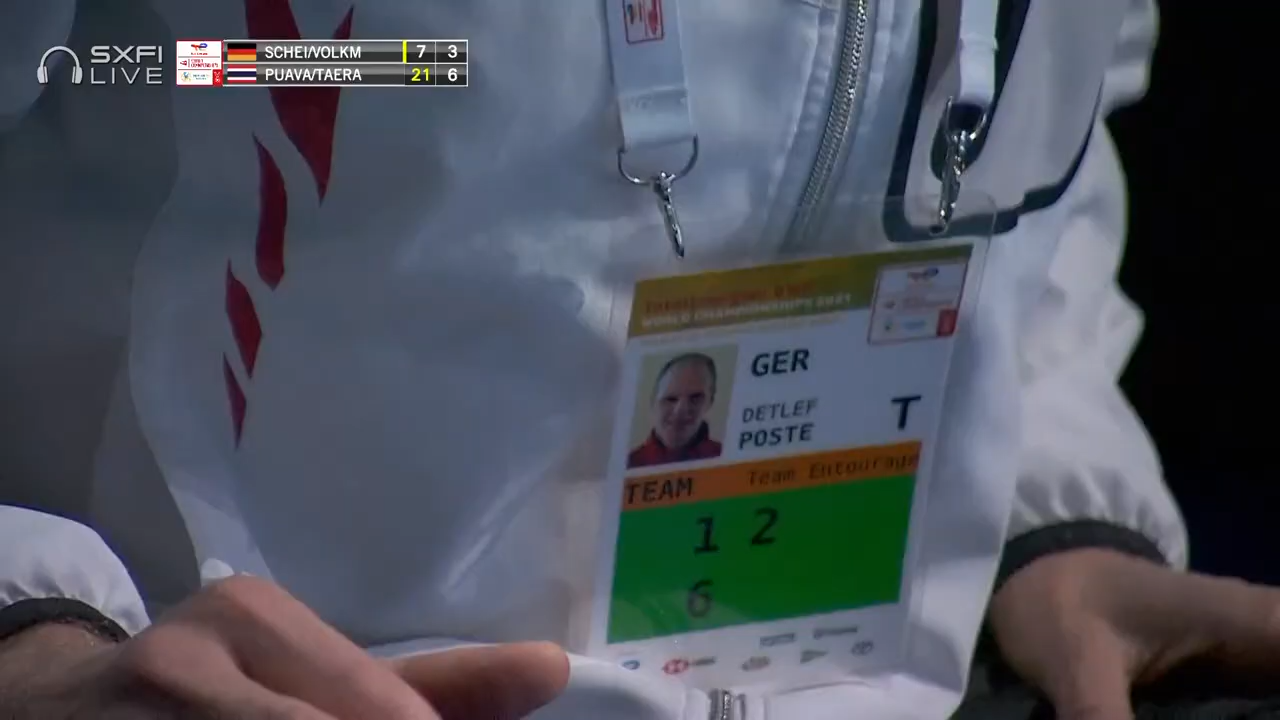 SXFI
LIVE
SCHEI/VOLKM 7 3
PUAVA/TAERA 21 6
WORLD CHAMPIONSHIPS 2021
GER
DETLEF
POSTE
T
TEAM Team Entourage
1 2
6
HSBC